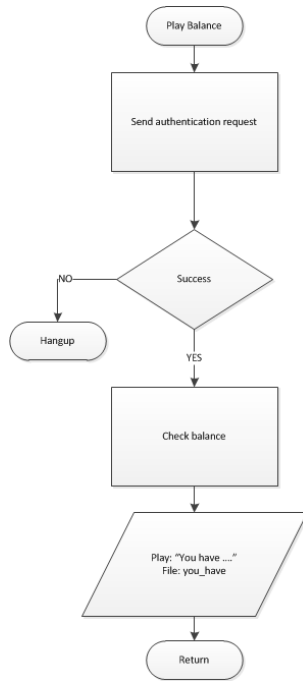 Play Balance
Send authentication request
Success
NO
Hangup
YES
Check balance
Play: “You have ....”
File: you_have
Return